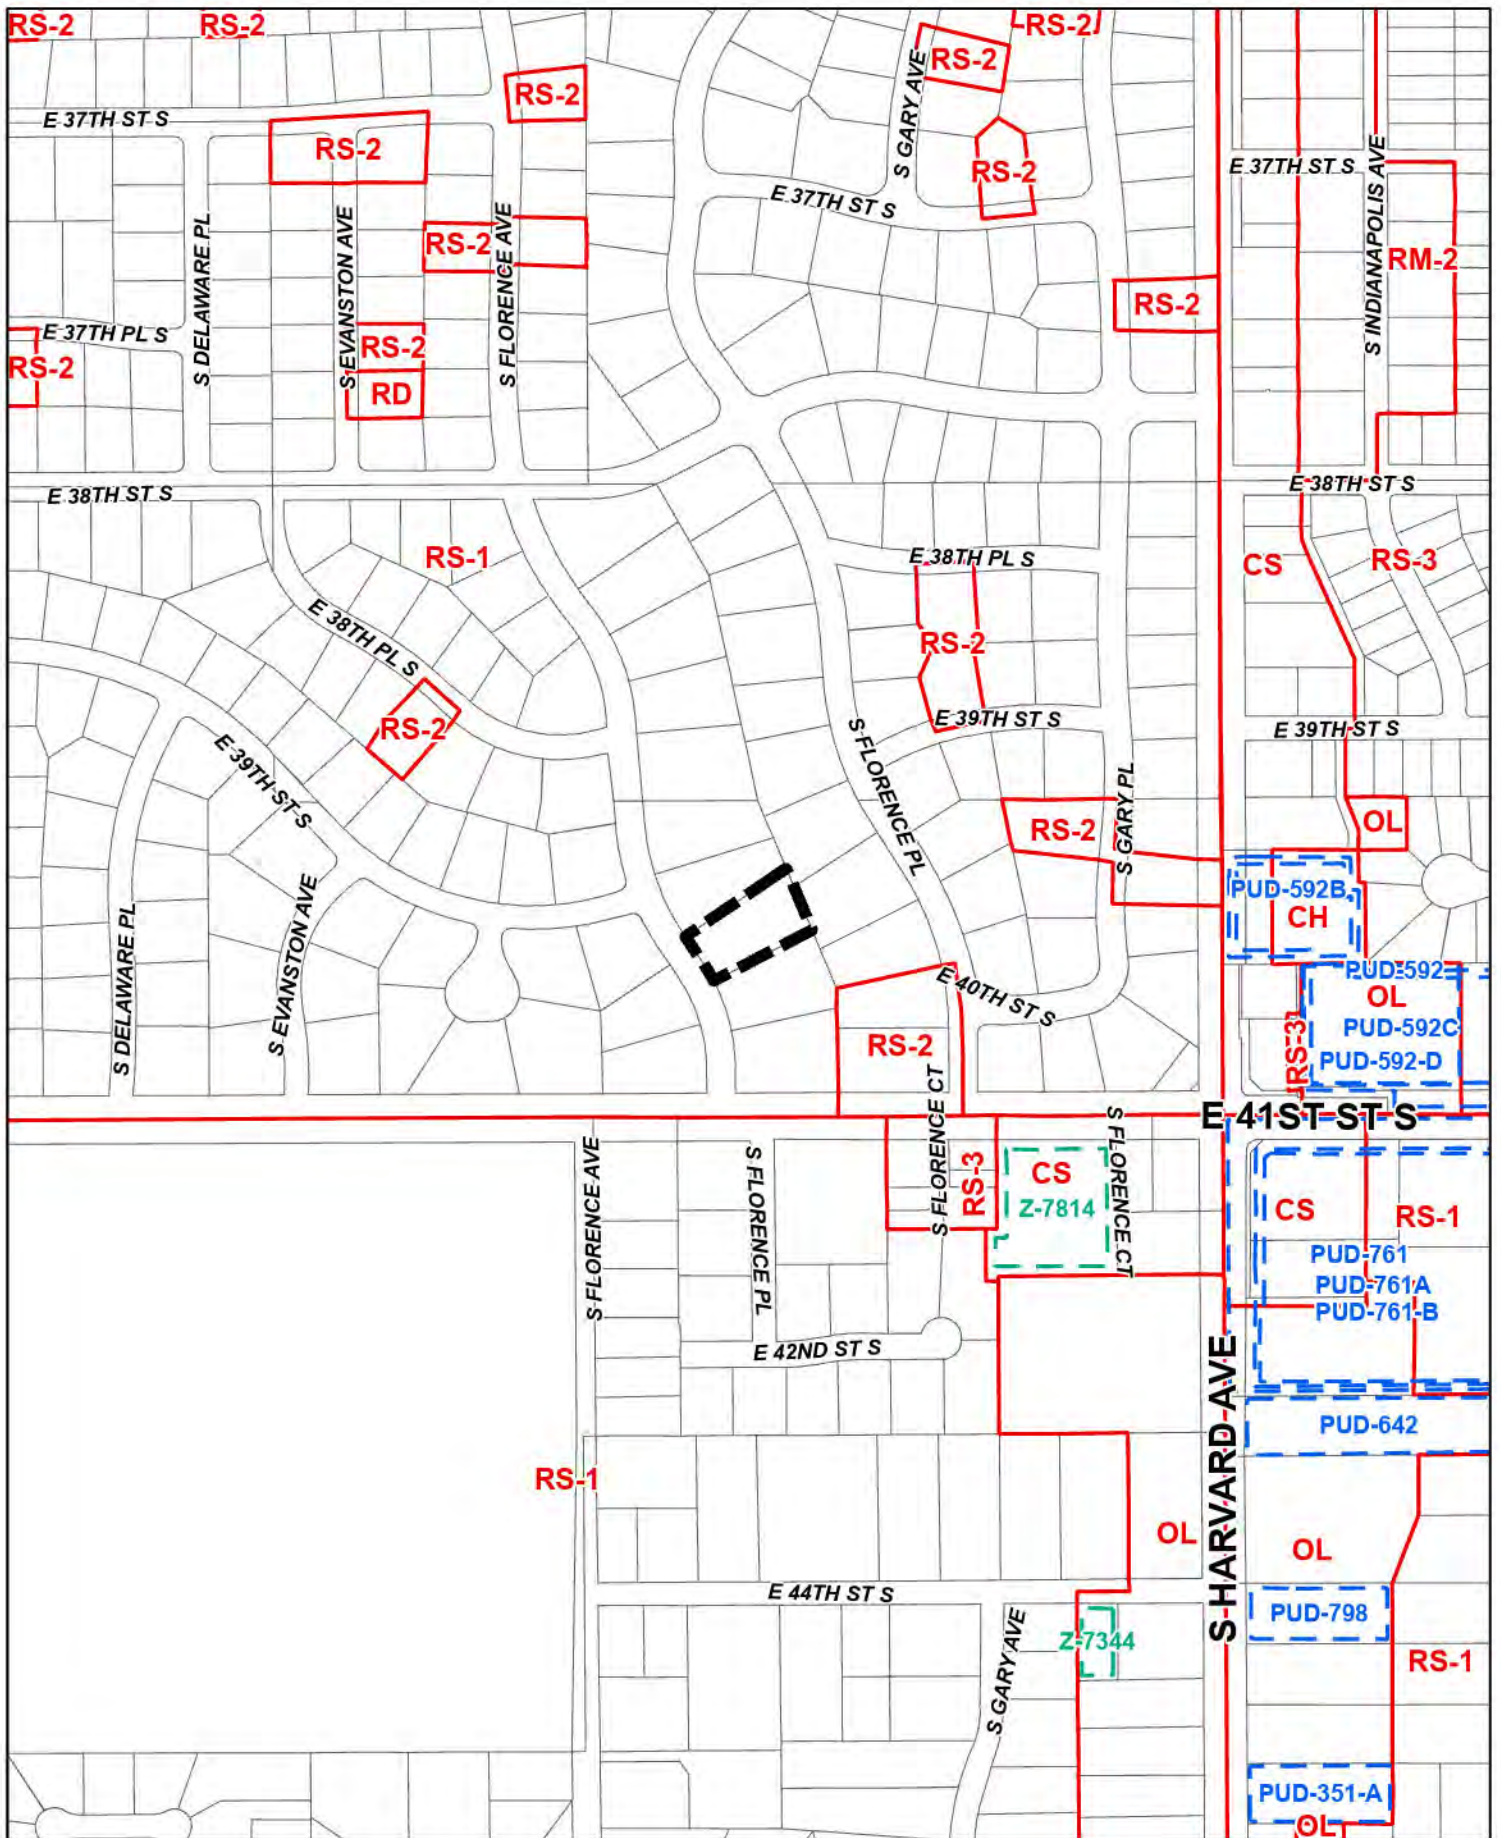 RS-2
RS-2
RS-2
RS-2
S GARY AVE
RS-2
E 37TH ST S
RS-2
E 37TH ST S
S INDIANAPOLIS AVE
RS-2
E 37TH ST S
RS-2
S DELAWARE PL
S EVANSTON AVE
RS-2
S FLORENCE AVE
RM-2
RS-2
E 37TH PL S
RS-2
RS-2
RD
E 38TH ST S
E 38TH ST S
RS-1
E 38TH PL S
CS
RS-3
E 38TH PL S
RS-2
RS-2
E 39TH ST S
E 39TH ST S
E 39TH ST S
S FLORENCE PL
S GARY PL
RS-2
OL
PUD-592B
CH
S DELAWARE PL
S EVANSTON AVE
E 40TH ST S
PUD-592
OL
PUD-592C
RS-3
PUD-592-D
RS-2
S FLORENCE CT
E 41ST ST S
S FLORENCE AVE
S FLORENCE PL
S FLORENCE CT
RS-3
CS
Z-7814
S FLORENCE CT
CS
RS-1
PUD-761
PUD-761A
PUD-761-B
E 42ND ST S
S HARVARD AVE
PUD-642
RS-1
OL
OL
E 44TH ST S
PUD-798
S GARY AVE
Z-7344
RS-1
PUD-351-A
OL